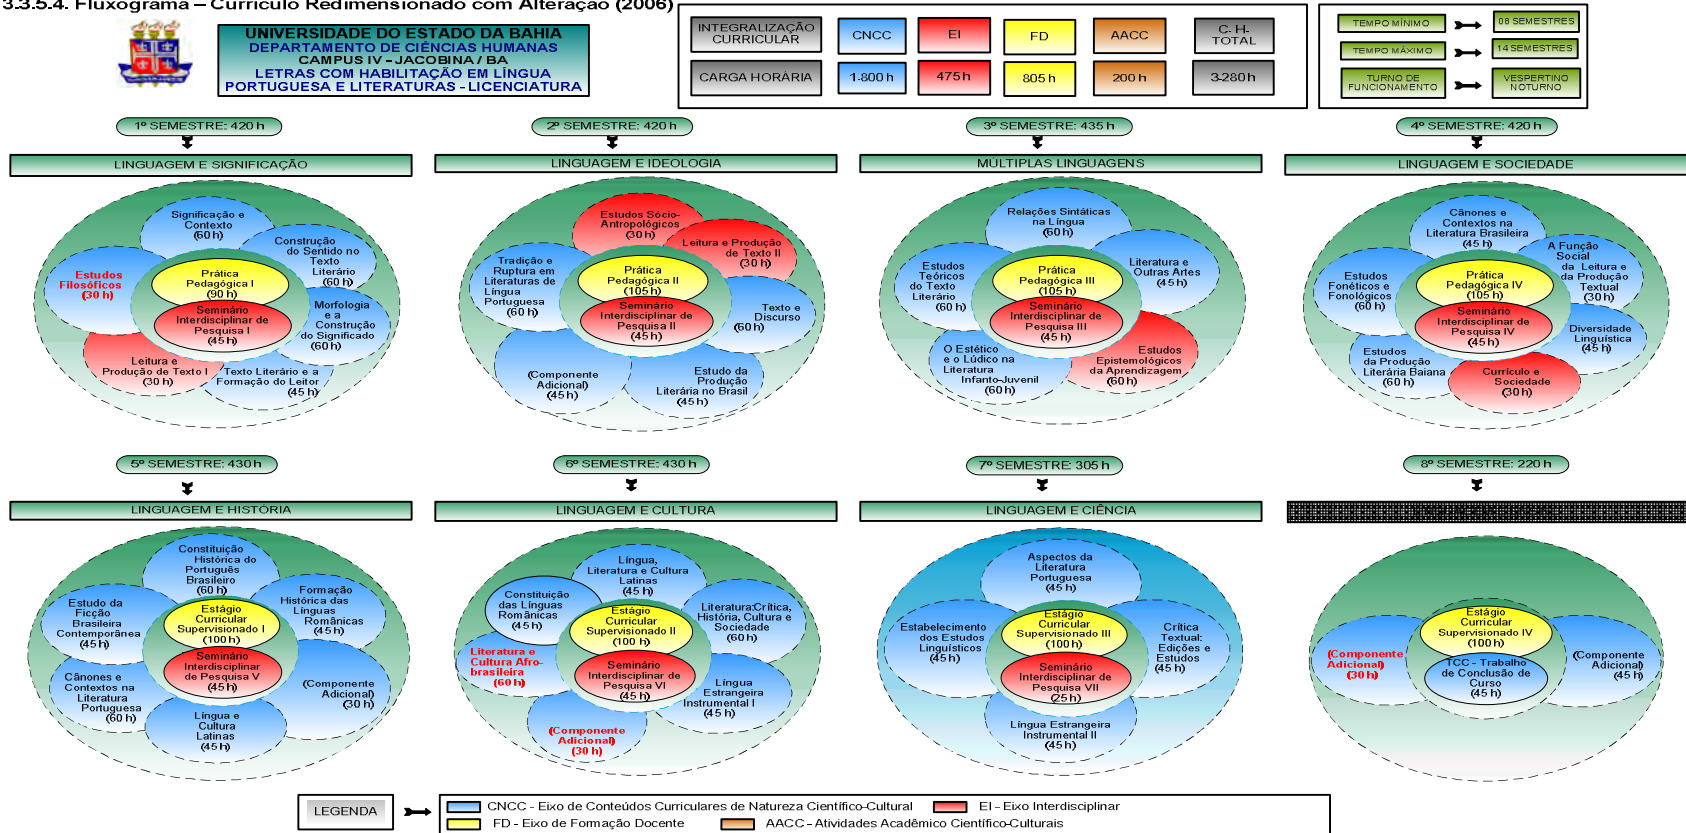 3.3.5.4. Fluxograma – Currículo Redimensionado com Alteração (2006)
UNIVERSIDADE DO ESTADO DA BAHIA
DEPARTAMENTO DE CIÊNCIAS HUMANAS
CAMPUS IV – JACOBINA / BA
LETRAS COM HABILITAÇÃO EM LÍNGUA
PORTUGUESA E LITERATURAS - LICENCIATURA
INTEGRALIZAÇÃO
CURRICULAR
CNCC
EI
FD
AACC
C. H.
TOTAL
CARGA HORÁRIA
1.800 h
475 h
805 h
200 h
3.280 h
TEMPO MÍNIMO
08 SEMESTRES
TEMPO MÁXIMO
14 SEMESTRES
TURNO DE
FUNCIONAMENTO
VESPERTINO
NOTURNO
1º SEMESTRE: 420 h
LINGUAGEM E SIGNIFICAÇÃO
Significação e
Contexto
(60 h)
Construção
do Sentido no
Texto
Literário
(60 h)
Estudos
Filosóficos
(30 h)
Prática
Pedagógica I
(90 h)
Seminário
Interdisciplinar de
Pesquisa I
(45 h)
Morfologia
e a
Construção
do Significado
(60 h)
Leitura e
Produção de Texto I
(30 h)
Texto Literário e a
Formação do Leitor
(45 h)
2º SEMESTRE: 420 h
LINGUAGEM E IDEOLOGIA
Estudos Sócio-
Antropológicos
(30 h)
Leitura e Produção
de Texto II
(30 h)
Tradição e
Ruptura em
Literaturas de
Língua
Portuguesa
(60 h)
Prática
Pedagógica II
(105 h)
Seminário
Interdisciplinar de
Pesquisa II
(45 h)
Texto e
Discurso
(60 h)
(Componente
Adicional)
(45 h)
Estudo da
Produção
Literária no Brasil
(45 h)
3º SEMESTRE: 435 h
MÚLTIPLAS LINGUAGENS
Relações Sintáticas
na Língua
(60 h)
Estudos
Teóricos
do Texto
Literário
(60 h)
Literatura e
Outras Artes
(45 h)
Prática
Pedagógica III
(105 h)
Seminário
Interdisciplinar de
Pesquisa III
(45 h)
O Estético
e o Lúdico na
Literatura
Infanto-Juvenil
(60 h)
Estudos
Epistemológicos
da Aprendizagem
(60 h)
4º SEMESTRE: 420 h
LINGUAGEM E SOCIEDADE
Cânones e
Contextos na
Literatura Brasileira
(45 h)
A Função
Social
da Leitura e
da Produção
Textual
(30 h)
Estudos
Fonéticos e
Fonológicos
(60 h)
Prática
Pedagógica IV
(105 h)
Seminário
Interdisciplinar de
Pesquisa IV
(45 h)
Diversidade
Linguística
(45 h)
Estudos
da Produção
Literária Baiana
(60 h)
Currículo e
Sociedade
(30 h)
5º SEMESTRE: 430 h
LINGUAGEM E HISTÓRIA
Constituição
Histórica do
Português
Brasileiro
(60 h)
Formação
Histórica das
Línguas
Românicas
(45 h)
Estudo da
Ficção
Brasileira
Contemporânea
(45 h)
Estágio
Curricular
Supervisionado I
(100 h)
Seminário
Interdisciplinar
de Pesquisa V
(45 h)
Cânones e
Contextos na
Literatura
Portuguesa
(60 h)
Língua e
Cultura
Latinas
(45 h)
(Componente
Adicional)
(30 h)
6º SEMESTRE: 430 h
LINGUAGEM E CULTURA
Língua,
Literatura e Cultura
Latinas
(45 h)
Constituição
das Línguas
Românicas
(45 h)
Literatura:Crítica,
História, Cultura e
Sociedade
(60 h)
Estágio
Curricular
Supervisionado II
(100 h)
Literatura e
Cultura Afro-
brasileira
(60 h)
Seminário
Interdisciplinar
de Pesquisa VI
(45 h)
Língua
Estrangeira
Instrumental I
(45 h)
(Componente
Adicional)
(30 h)
7º SEMESTRE: 305 h
LINGUAGEM E CIÊNCIA
Aspectos da
Literatura
Portuguesa
(45 h)
Estabelecimento
dos Estudos
Linguísticos
(45 h)
Estágio
Curricular
Supervisionado III
(100 h)
Crítica
Textual:
Edições e
Estudos
(45 h)
Seminário
Interdisciplinar
de Pesquisa VII
(25 h)
Língua Estrangeira
Instrumental II
(45 h)
8º SEMESTRE: 220 h
Estágio
Curricular
Supervisionado IV
(100 h)
(Componente
Adicional)
(30 h)
TCC - Trabalho
de Conclusão de
Curso
(45 h)
(Componente
Adicional)
(45 h)
LEGENDA
CNCC - Eixo de Conteúdos Curriculares de Natureza Científico-Cultural
EI – Eixo Interdisciplinar
FD - Eixo de Formação Docente
AACC – Atividades Acadêmico Científico-Culturais